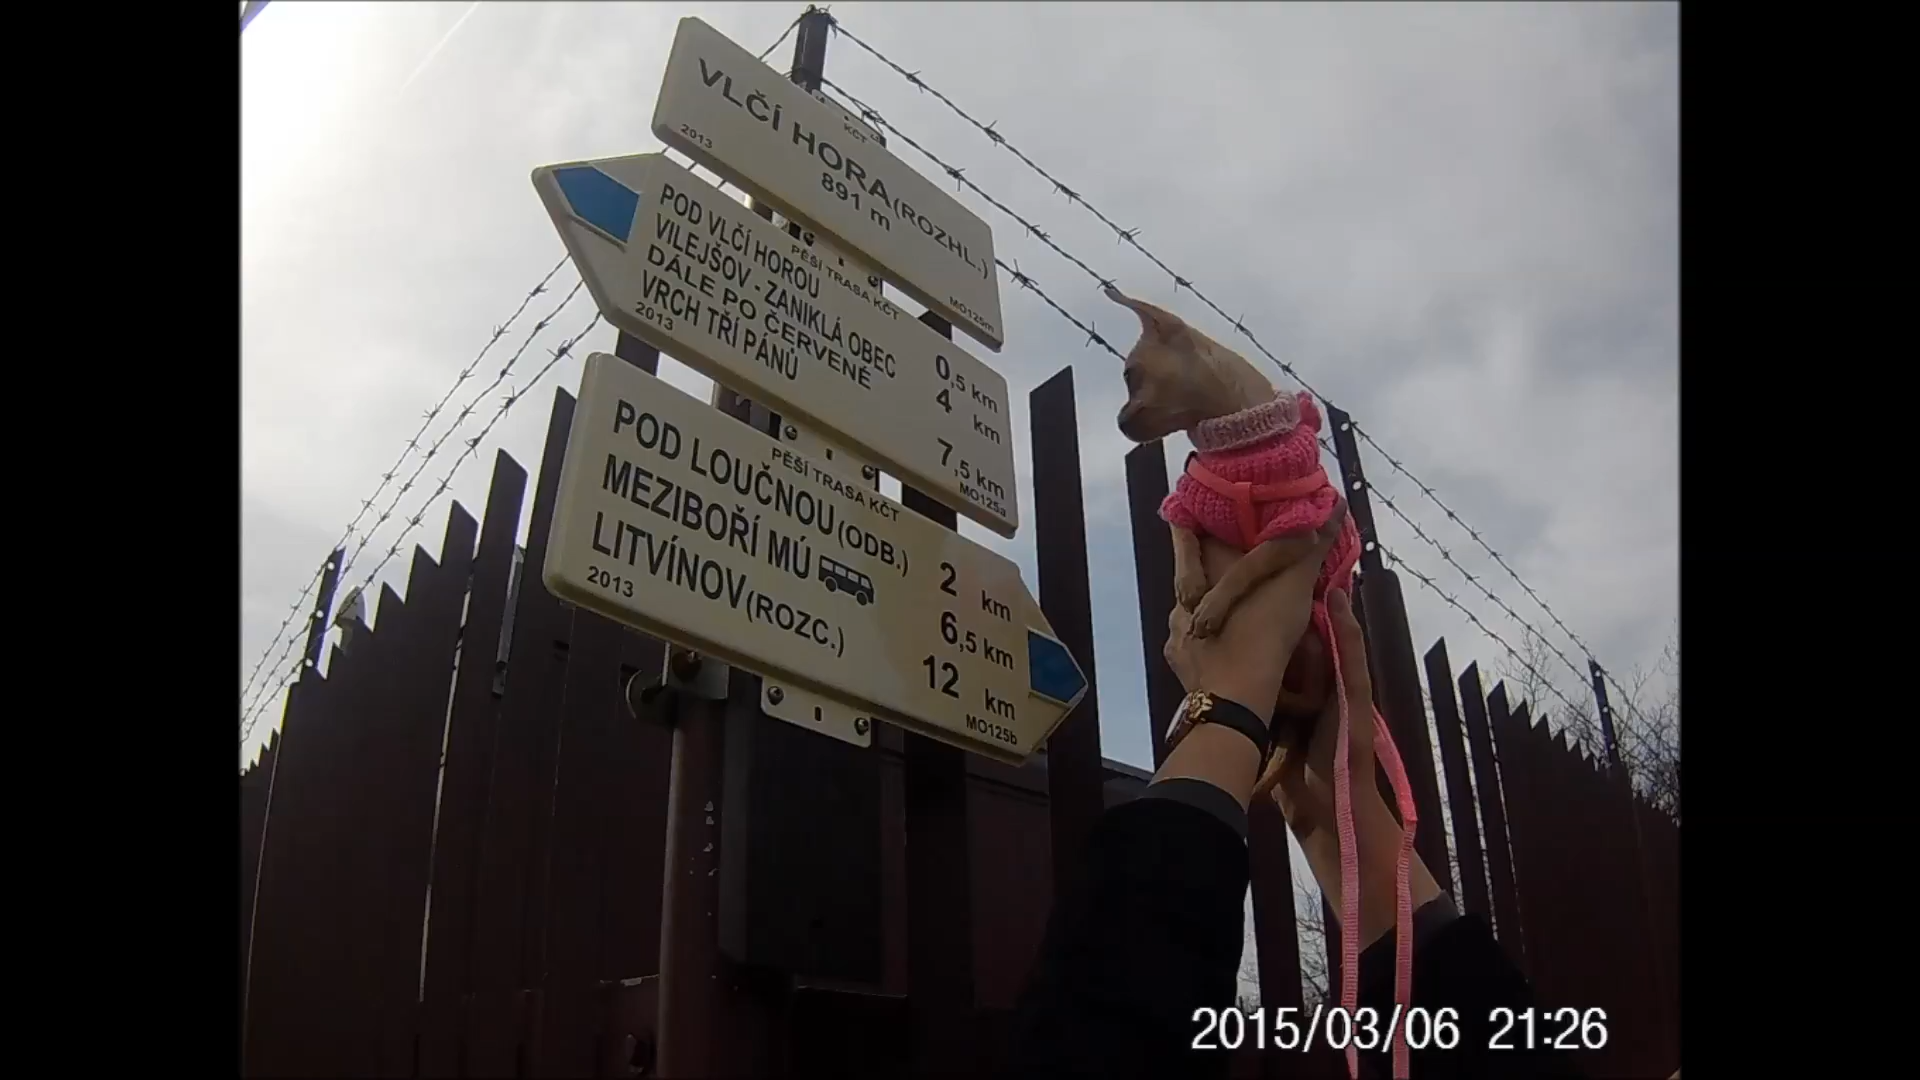 KČT
VLČÍ HORA (ROZHL.)
891 m
2013
MO125m
PĚŠÍ TRASA KČT
POD VLČÍ HOROU 0,5 km
VILEJŠOV - ZANIKLÁ OBEC 4 km
DÁLE PO ČERVENÉ
VRCH TŘÍ PÁNŮ 7,5 km
2013
MO125a
PĚŠÍ TRASA KČT
POD LOUČNOU (ODB.) 2 km
MEZIBOŘÍ MÚ 6,5 km
LITVÍNOV (ROZC.) 12 km
2013
MO125b
2015/03/06 21:26